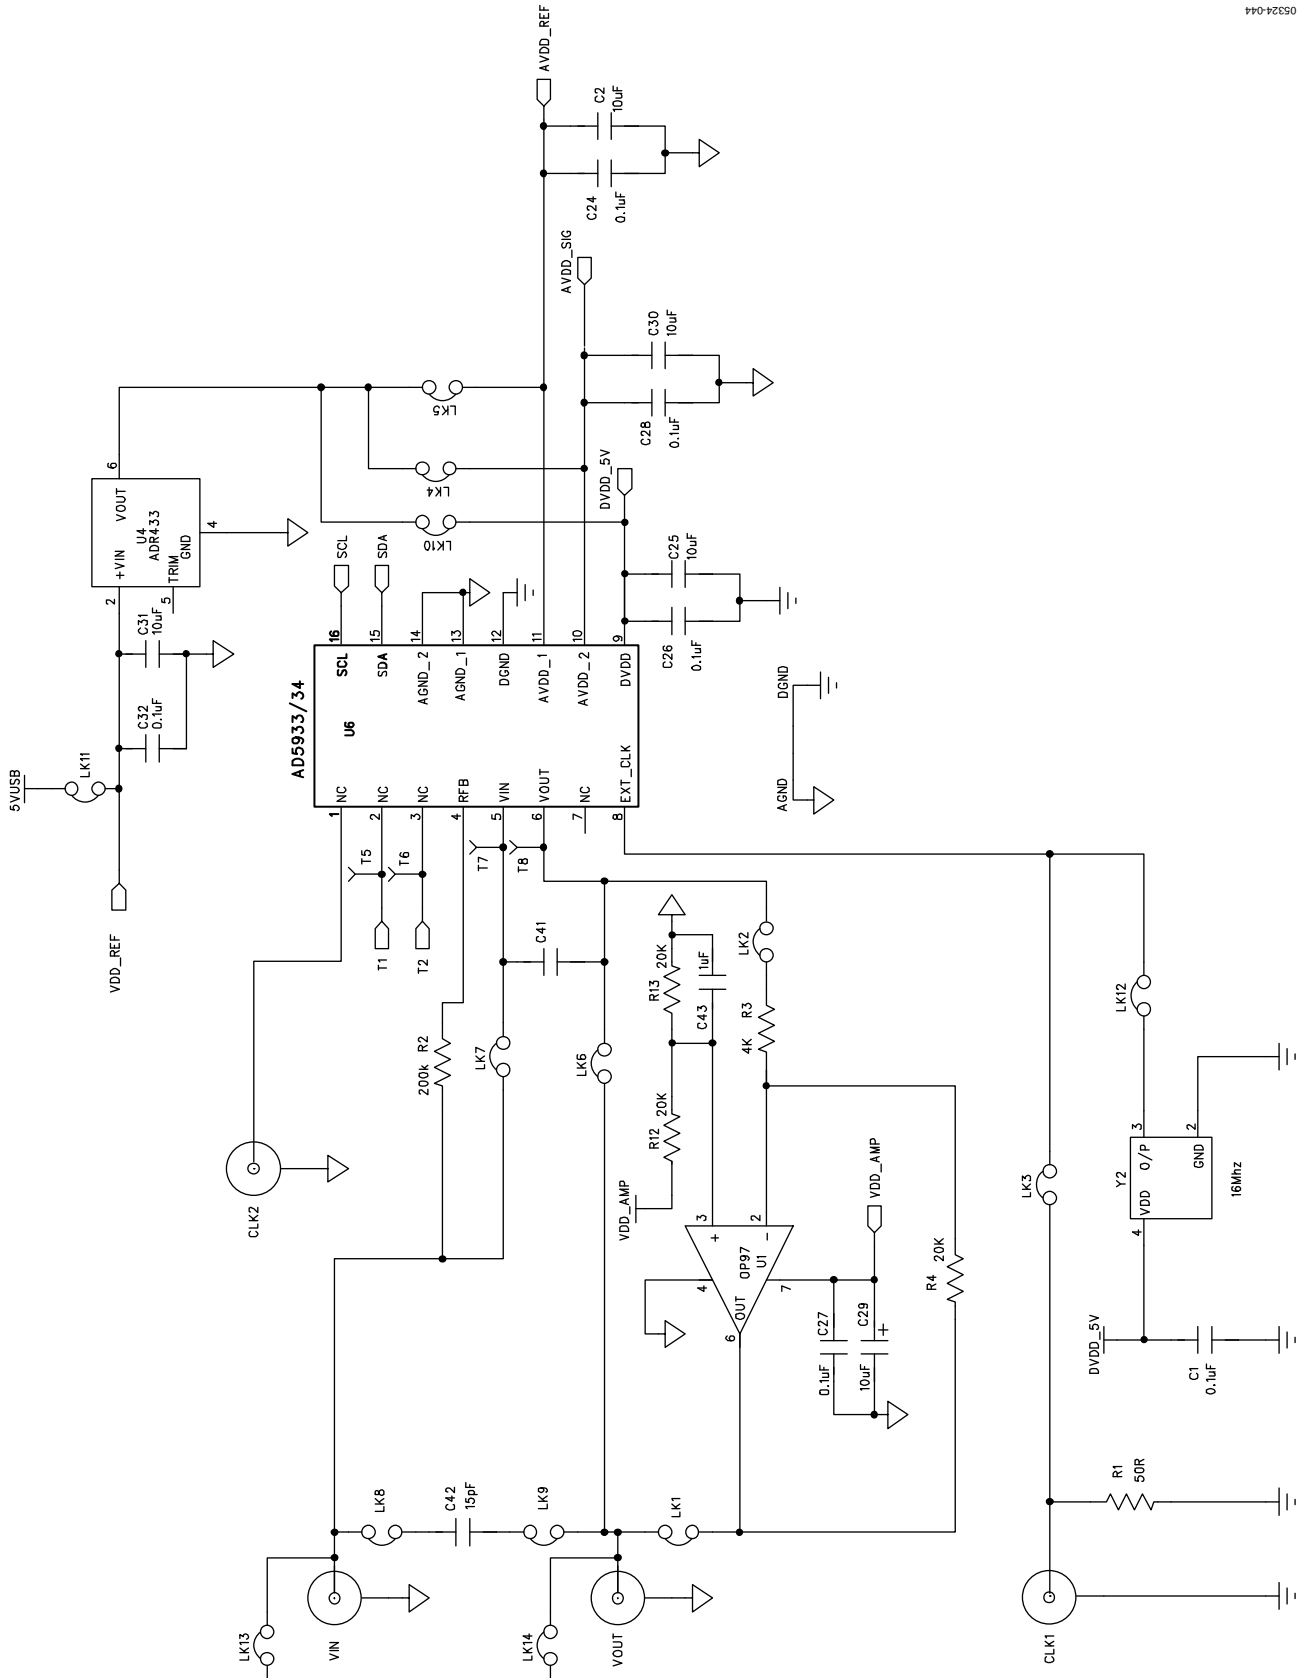 05324-044
AVDD_REF
C2
10uF
C24
0.1uF
AVDD_SIG
C30
10uF
C28
0.1uF
LK5
LK4
LK10
DVDD_5V
C25
10uF
C26
0.1uF
6
VOUT
U4
ADR433
+VIN
TRIM
GND
4
2
5
C31
10uF
C32
0.1uF
5VUSB
LK11
VDD_REF
SCL
SDA
16
15
14
13
12
11
10
9
SCL
SDA
AGND_2
AGND_1
DGND
AVDD_1
AVDD_2
DVDD
AD5933/34
U6
NC
NC
NC
RFB
VIN
VOUT
NC
EXT_CLK
1
2
3
4
5
6
7
8
DGND
AGND
T5
T6
T7
T8
T1
T2
C41
R2
200k
LK7
LK6
R13
20K
1uF
C43
LK2
R3
4K
R12
20K
VDD_AMP
LK12
CLK2
3
2
+
-
OP97
U1
OUT
4
7
6
VDD_AMP
C27
0.1uF
C29
+
10uF
R4
20K
LK3
Y2
O/P
3
GND
2
VDD
4
16Mhz
DVDD_5V
C1
0.1uF
LK8
C42
15pF
LK9
LK1
R1
50R
LK13
VIN
LK14
VOUT
CLK1